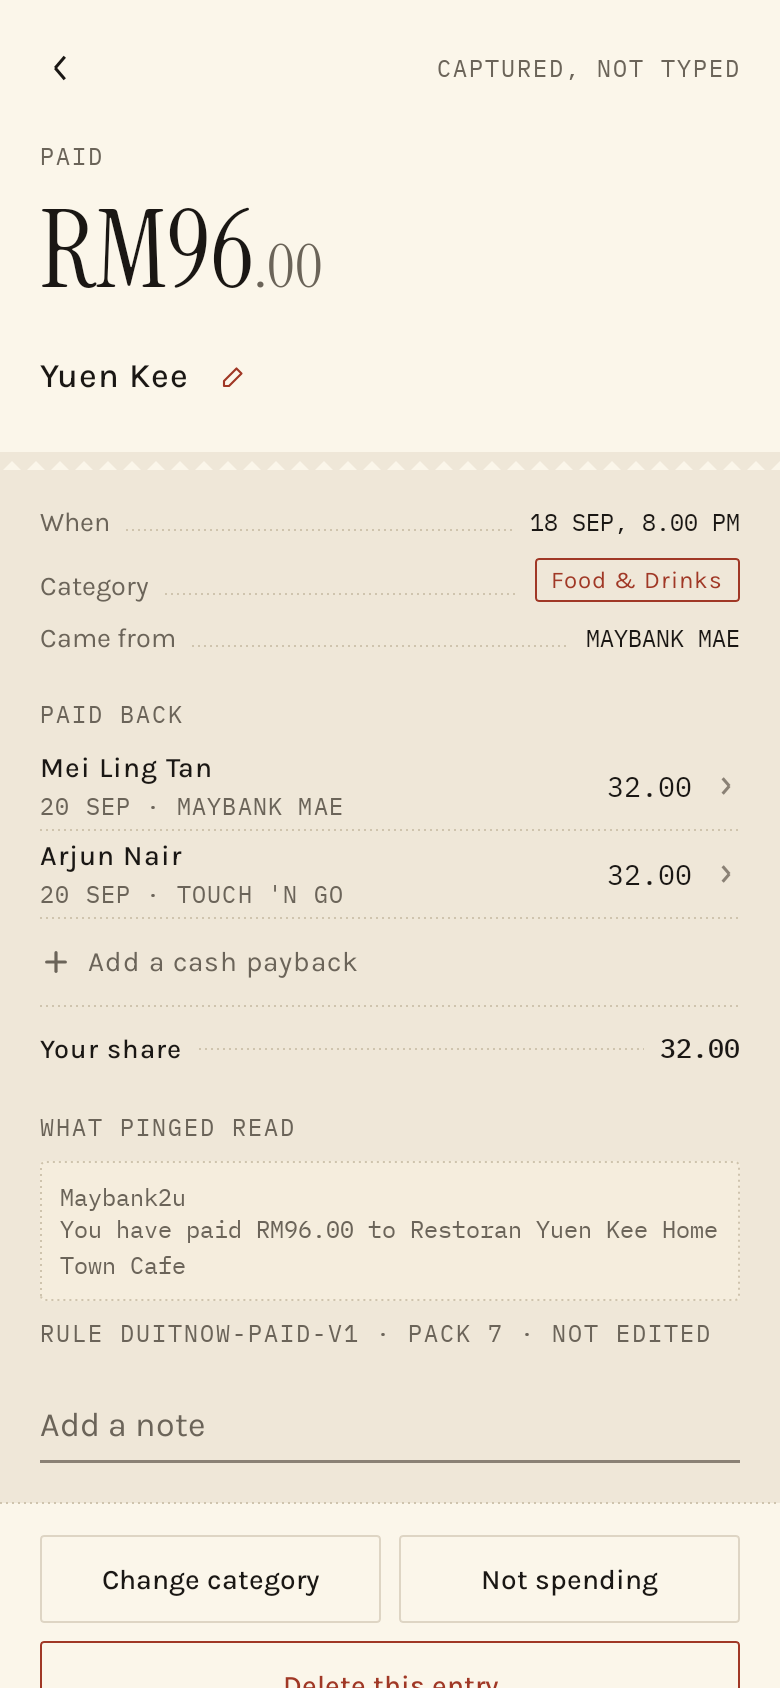 CAPTURED, NOT TYPED
PAID
RM96.00
Yuen Kee
When 18 SEP, 8.00 PM
Category Food & Drinks
Came from MAYBANK MAE
PAID BACK
Mei Ling Tan
20 SEP · MAYBANK MAE 32.00
Arjun Nair
20 SEP · TOUCH 'N GO 32.00
Add a cash payback
Your share 32.00
WHAT PINGED READ
Maybank2u
You have paid RM96.00 to Restoran Yuen Kee Home
Town Cafe
RULE DUITNOW-PAID-V1 · PACK 7 · NOT EDITED
Add a note
Change category Not spending
Delete this entry